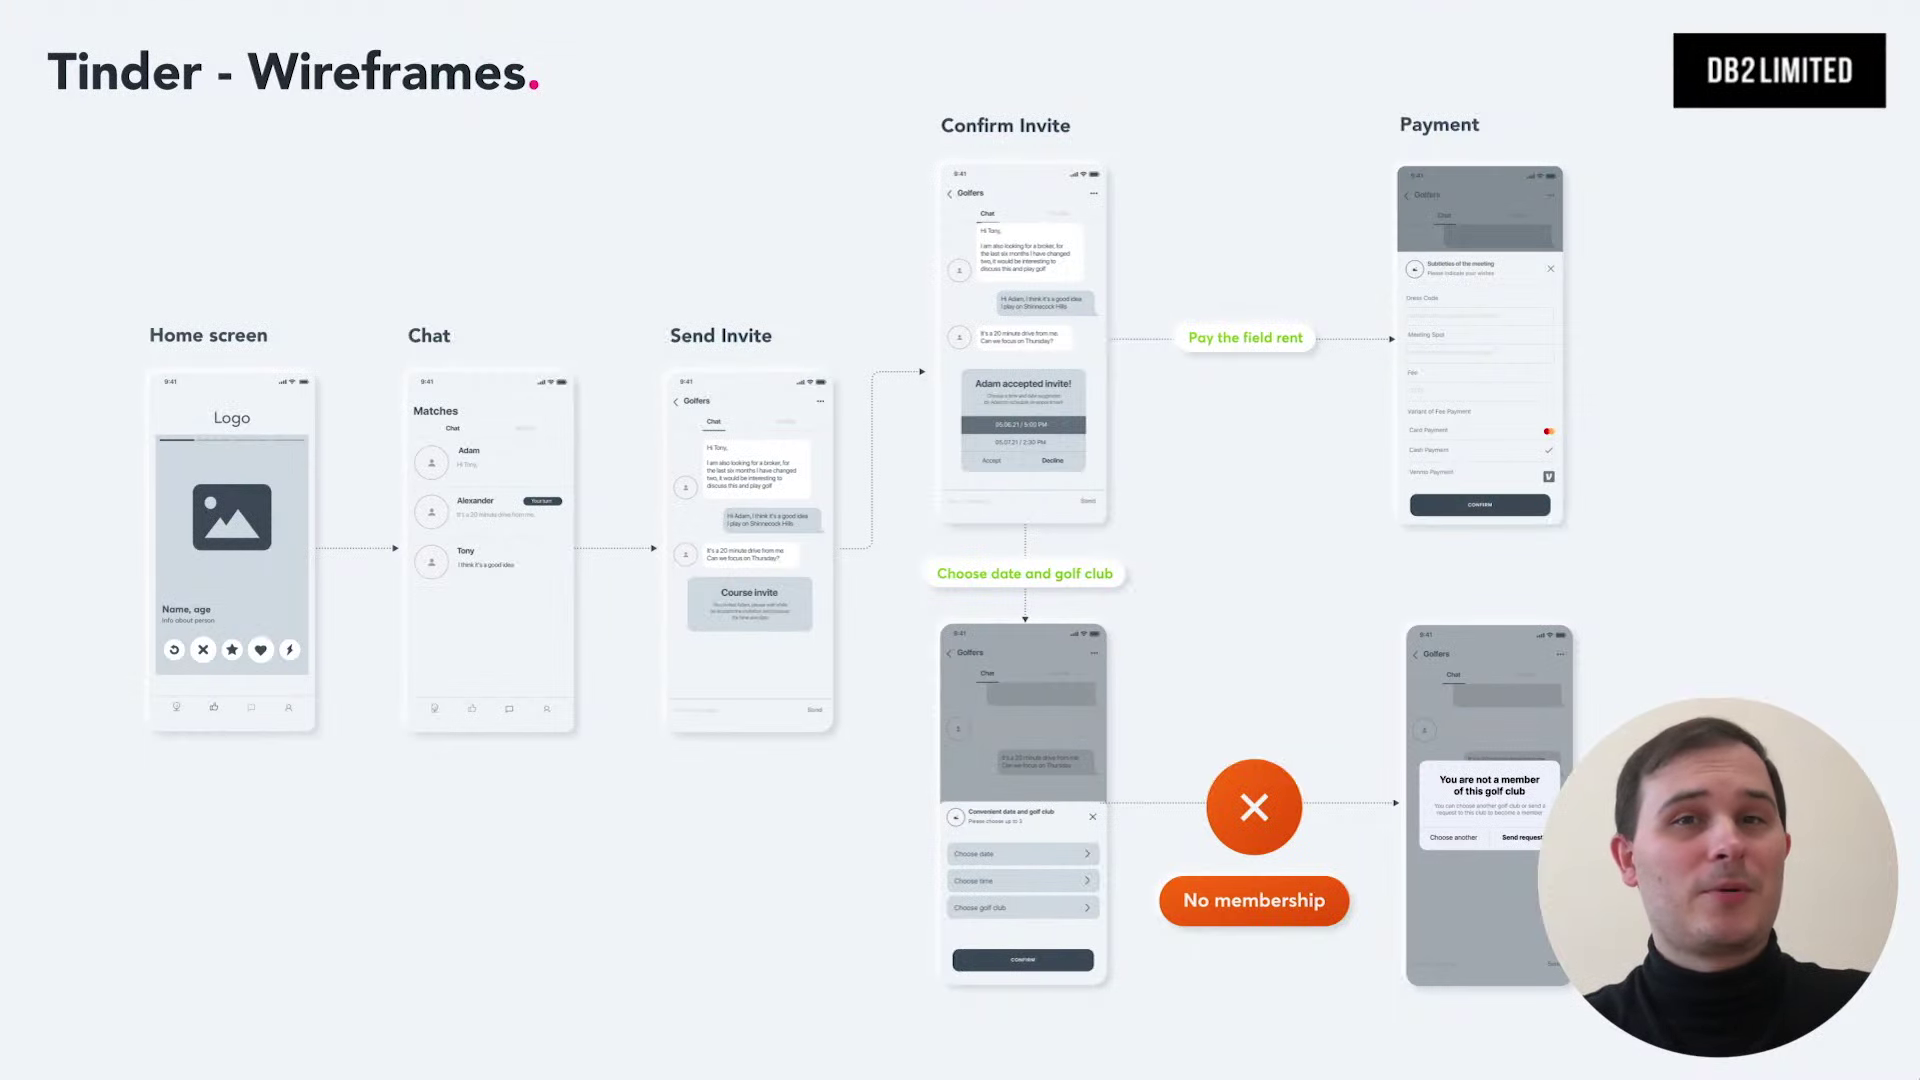 Tinder - Wireframes.
DB2 LIMITED
Home screen
9:41
Logo
Name, age
Info about person
Chat
9:41
Matches
Chat
Adam
Hi Tony,
Alexander
Your turn
It's a 20 minute drive from me.
Tony
I think it's a good idea
Send Invite
9:41
Golfers
Chat
Hi Tony,
I am also looking for a broker, for
the last six months I have changed
two, it would be interesting to
discuss this and play golf
Hi Adam, I think it's a good idea
I play on Shinnecock Hills
It's a 20 minute drive from me.
Can we focus on Thursday?
Course invite
Send
Confirm Invite
9:41
Golfers
Chat
Hi Tony,
I am also looking for a broker, for
the last six months I have changed
two, it would be interesting to
discuss this and play golf
Hi Adam, I think it's a good idea
I play on Shinnecock Hills
It's a 20 minute drive from me.
Can we focus on Thursday?
Adam accepted invite!
05.06.21 / 5:00 PM
05.07.21 / 2:30 PM
Accept
Decline
Send
Pay the field rent
Payment
9:41
Golfers
Chat
Subtleties of the meeting
Please indicate your wishes
Dress Code
Meeting Spot
Fee
Variant of Fee Payment
Card Payment
Cash Payment
Venmo Payment
CONFIRM
Choose date and golf club
9:41
Golfers
Chat
It's a 20 minute drive from me.
Can we focus on Thursday?
Convenient date and golf club
Please choose up to 3
Choose date
Choose time
Choose golf club
CONFIRM
No membership
9:41
Golfers
Chat
You are not a member
of this golf club
You can choose another golf club or send a
request to this club to become a member
Choose another
Send request